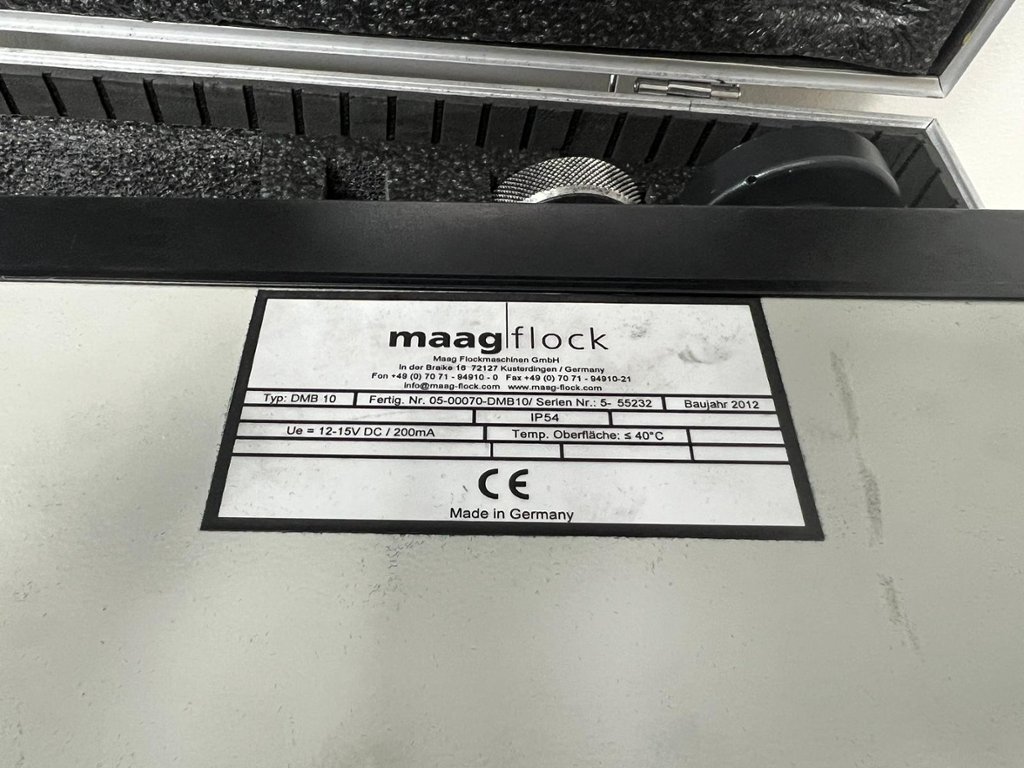 maag|flock
Maag Flockmaschinen GmbH
In der Braike 16 72127 Kusterdingen / Germany
Fon +49 (0) 70 71 - 94910 - 0 Fax +49 (0) 70 71 - 94910-21
info@maag-flock.com www.maag-flock.com
Typ: DMB 10 Fertig. Nr. 05-00070-DMB10/ Serien Nr.: 5- 55232 Baujahr 2012
IP54
Ue = 12-15V DC / 200mA Temp. Oberfläche: ≤ 40°C
CE
Made in Germany